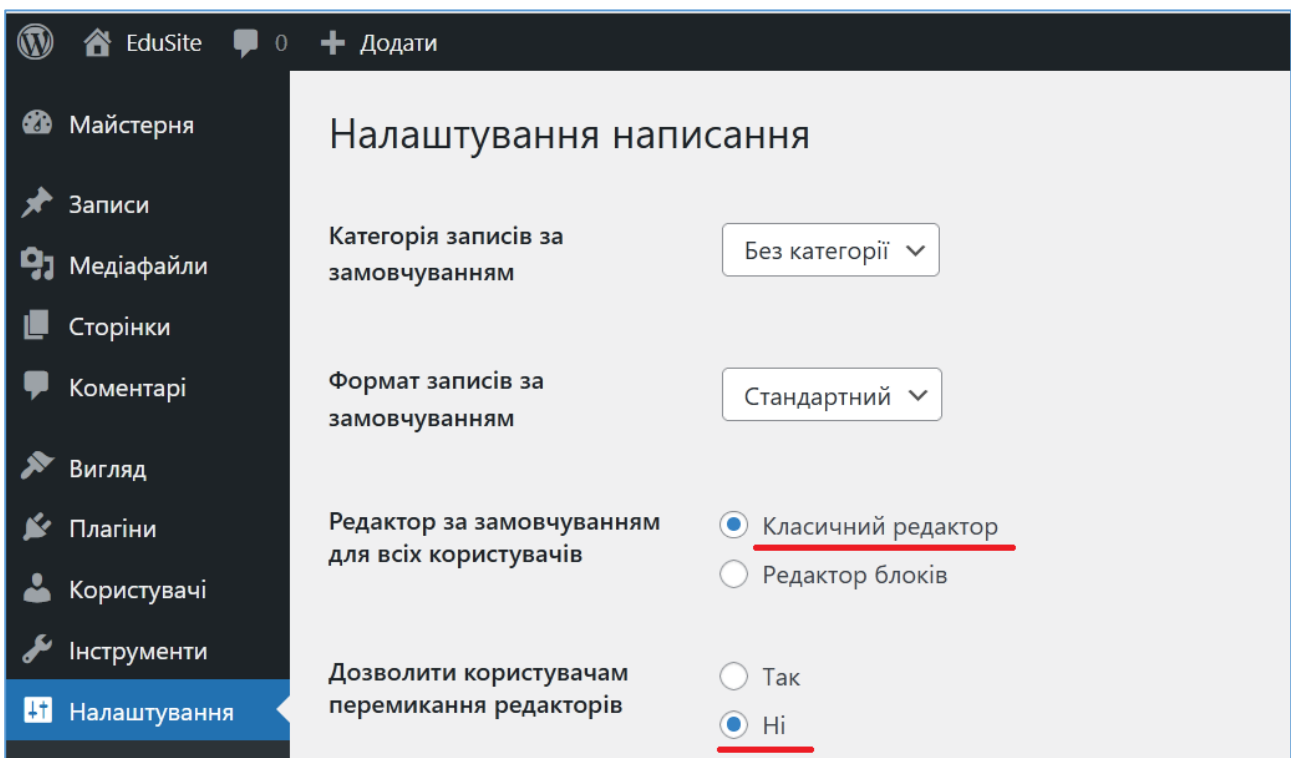 EduSite 0 Додати
Майстерня
Записи
Медіафайли
Сторінки
Коментарі
Вигляд
Плагіни
Користувачі
Інструменти
Налаштування
Налаштування написання
Категорія записів за
замовчуванням
Без категорії
Формат записів за
замовчуванням
Стандартний
Редактор за замовчуванням
для всіх користувачів
Класичний редактор
Редактор блоків
Дозволити користувачам
перемикання редакторів
Так
Ні